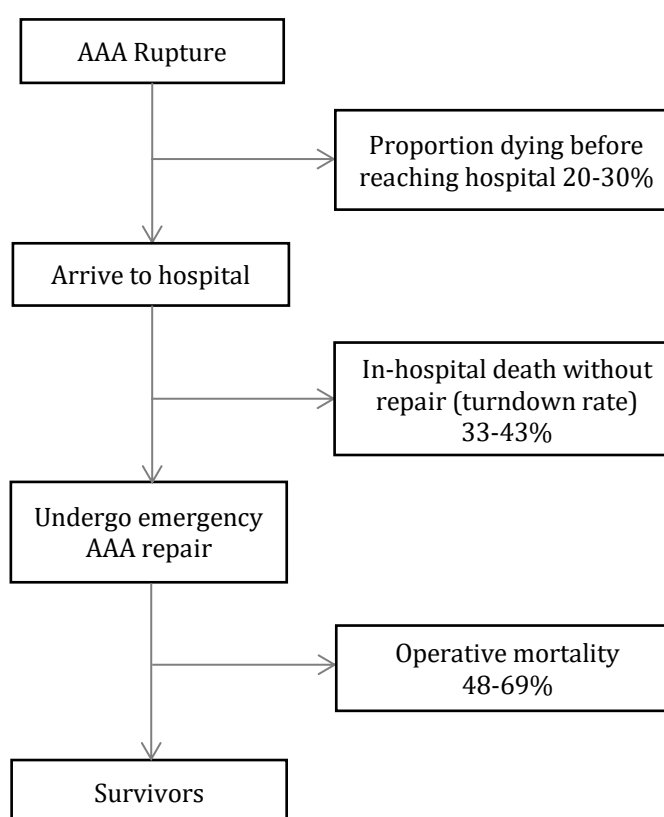 AAA Rupture
Proportion dying before
reaching hospital 20-30%
Arrive to hospital
In-hospital death without
repair (turndown rate)
33-43%
Undergo emergency
AAA repair
Operative mortality
48-69%
Survivors